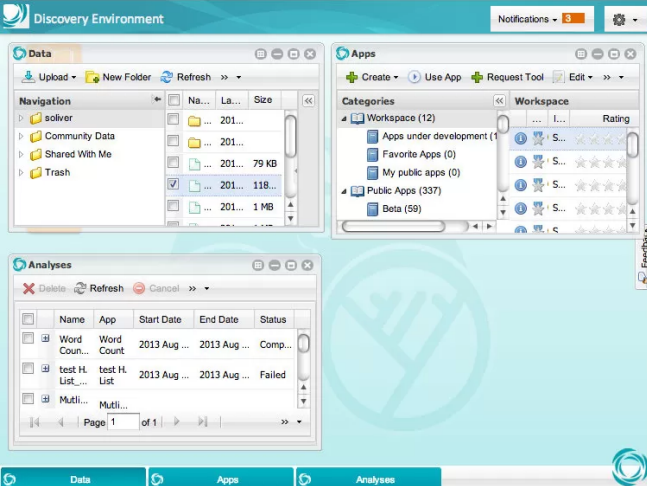 Discovery Environment
Notifications 3
Data
Upload New Folder Refresh »
Navigation Na... La... Size
soliver 201...
Community Data 201...
Shared With Me ... 201... 79 KB
Trash ... 201... 118...
... 201... 1 MB
Apps
Create Use App Request Tool Edit »
Categories Workspace
Workspace (12) ... I... Rating
Apps under development (1 S...
Favorite Apps (0) S...
My public apps (0) S...
Public Apps (337)
Beta (59) S...
S...
Feedback
Analyses
Delete Refresh Cancel »
Name App Start Date End Date Status
Word Coun... Word Count 2013 Aug ... 2013 Aug ... Comp...
test H. List_... test H. List 2013 Aug ... 2013 Aug ... Failed
Mutli... Mutli...
Page 1 of 1 »
Data Apps Analyses